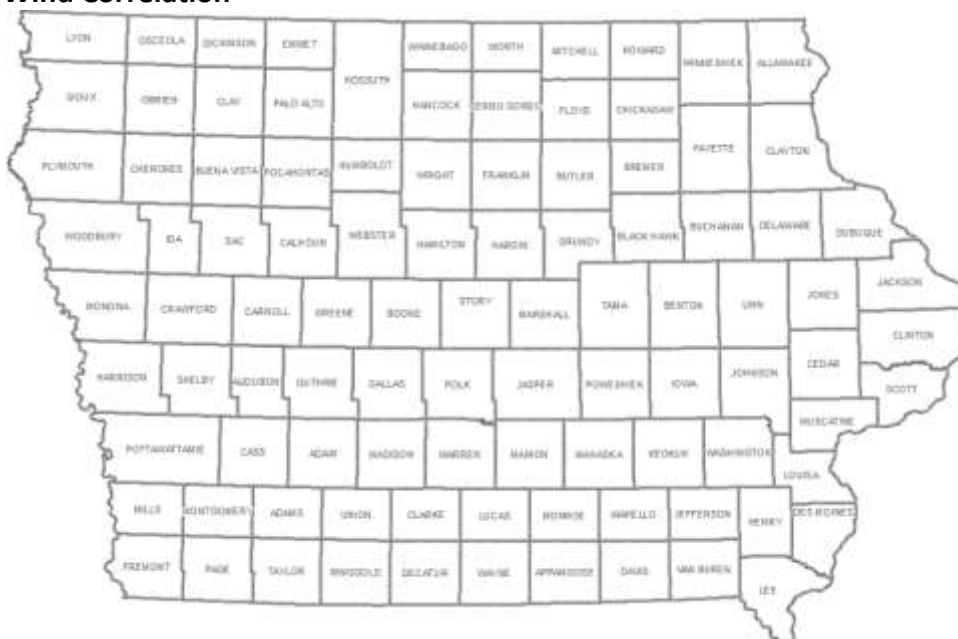 Wind Correlation
LYON OSCEOLA DICKINSON EMMET WINNEBAGO WORTH MITCHELL HOWARD
KOSSUTH WINNESHIEK ALLAMAKEE
SIOUX OBRIEN CLAY PALO ALTO HANCOCK CERRO GORDO FLOYD CHICKASAW
PLYMOUTH CHEROKEE BUENA VISTA POCAHONTAS HUMBOLDT WRIGHT FRANKLIN BUTLER BREMER FAYETTE CLAYTON
WOODBURY IDA SAC CALHOUN WEBSTER HAMILTON HARDIN GRUNDY BLACK HAWK BUCHANAN DELAWARE DUBUQUE
MONONA CRAWFORD CARROLL GREENE BOONE STORY MARSHALL TAMA BENTON LINN JONES JACKSON
CLINTON
HARRISON SHELBY AUDUBON GUTHRIE DALLAS POLK JASPER POWESHIEK IOWA JOHNSON CEDAR SCOTT
MUSCATINE
POTTAWATTAMIE CASS ADAIR MADISON WARREN MARION MAHASKA KEOKUK WASHINGTON LOUISA
MILLS MONTGOMERY ADAMS UNION CLARKE LUCAS MONROE WAPELLO JEFFERSON HENRY DES MOINES
FREMONT PAGE TAYLOR RINGGOLD DECATUR WAYNE APPANOOSE DAVIS VAN BUREN LEE